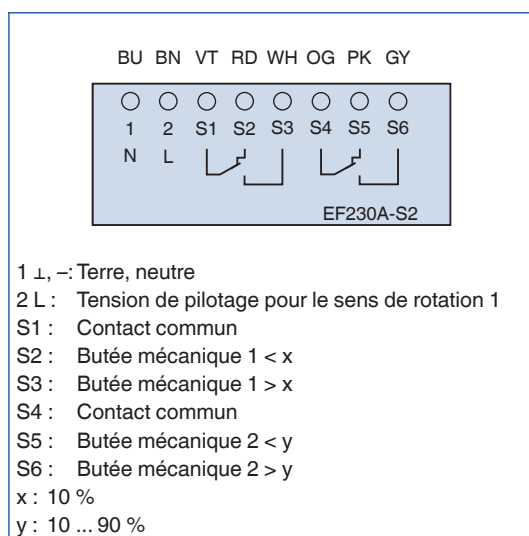 BU BN VT RD WH OG PK GY
1 2 S1 S2 S3 S4 S5 S6
N L
EF230A-S2
1 ⊥, –: Terre, neutre
2 L : Tension de pilotage pour le sens de rotation 1
S1 : Contact commun
S2 : Butée mécanique 1 < x
S3 : Butée mécanique 1 > x
S4 : Contact commun
S5 : Butée mécanique 2 < y
S6 : Butée mécanique 2 > y
x : 10 %
y : 10 ... 90 %